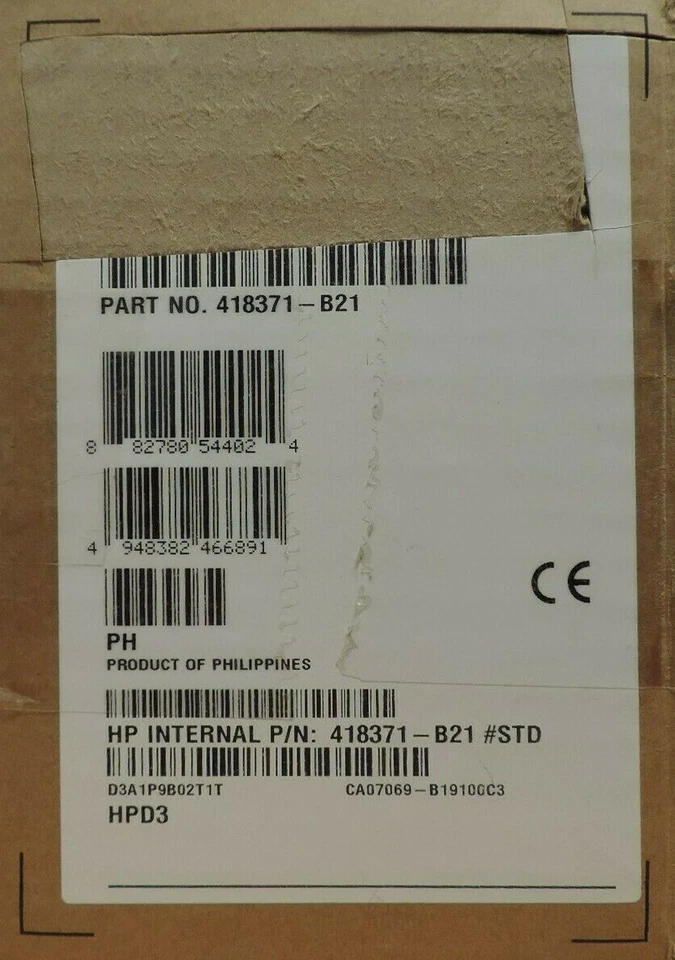 PART NO. 418371-B21
8 82780 54402 4
4 948382 466891
CE
PH
PRODUCT OF PHILIPPINES
HP INTERNAL P/N: 418371-B21 #STD
D3A1P9B02T1T CA07069-B19100C3
HPD3